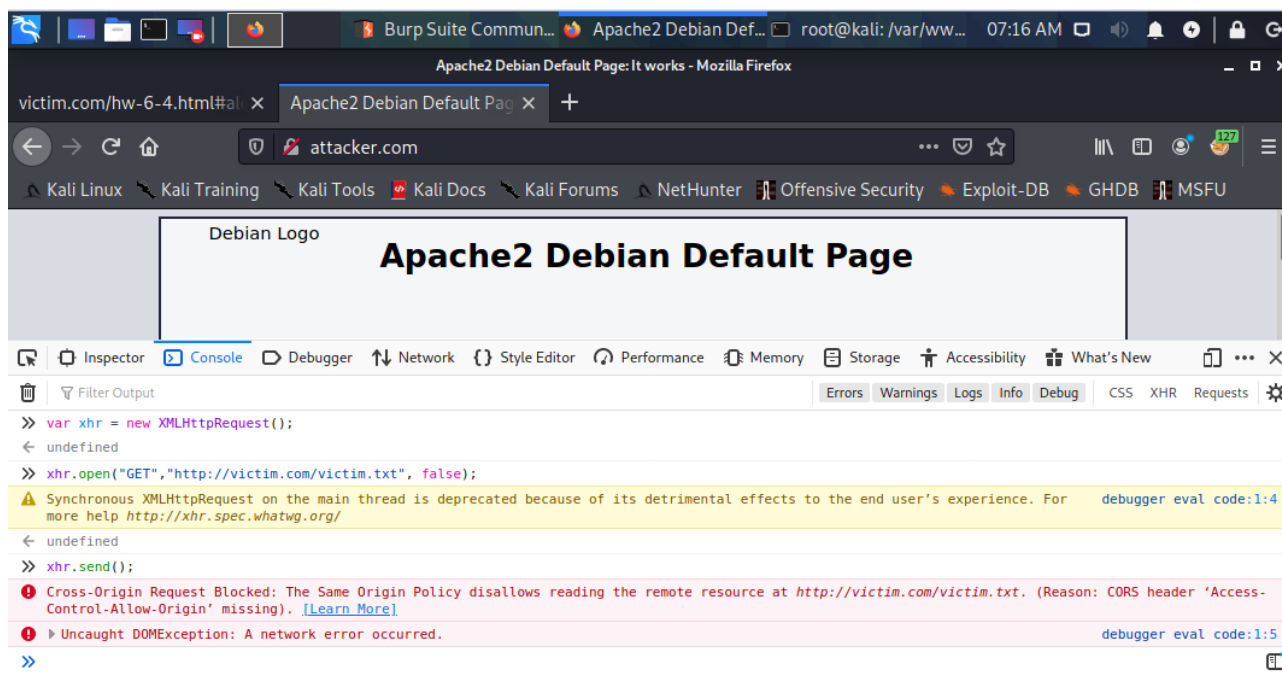 Burp Suite Commun... Apache2 Debian Def... root@kali: /var/ww... 07:16 AM
Apache2 Debian Default Page: It works - Mozilla Firefox
victim.com/hw-6-4.html#al Apache2 Debian Default Pag
attacker.com 127
Kali Linux Kali Training Kali Tools Kali Docs Kali Forums NetHunter Offensive Security Exploit-DB GHDB MSFU
Debian Logo
Apache2 Debian Default Page
Inspector Console Debugger Network Style Editor Performance Memory Storage Accessibility What's New
Filter Output Errors Warnings Logs Info Debug CSS XHR Requests
>> var xhr = new XMLHttpRequest();
← undefined
>> xhr.open("GET","http://victim.com/victim.txt", false);
Synchronous XMLHttpRequest on the main thread is deprecated because of its detrimental effects to the end user's experience. For debugger eval code:1:4
more help http://xhr.spec.whatwg.org/
← undefined
>> xhr.send();
Cross-Origin Request Blocked: The Same Origin Policy disallows reading the remote resource at http://victim.com/victim.txt. (Reason: CORS header ‘Access-
Control-Allow-Origin’ missing). [Learn More]
Uncaught DOMException: A network error occurred. debugger eval code:1:5
>>